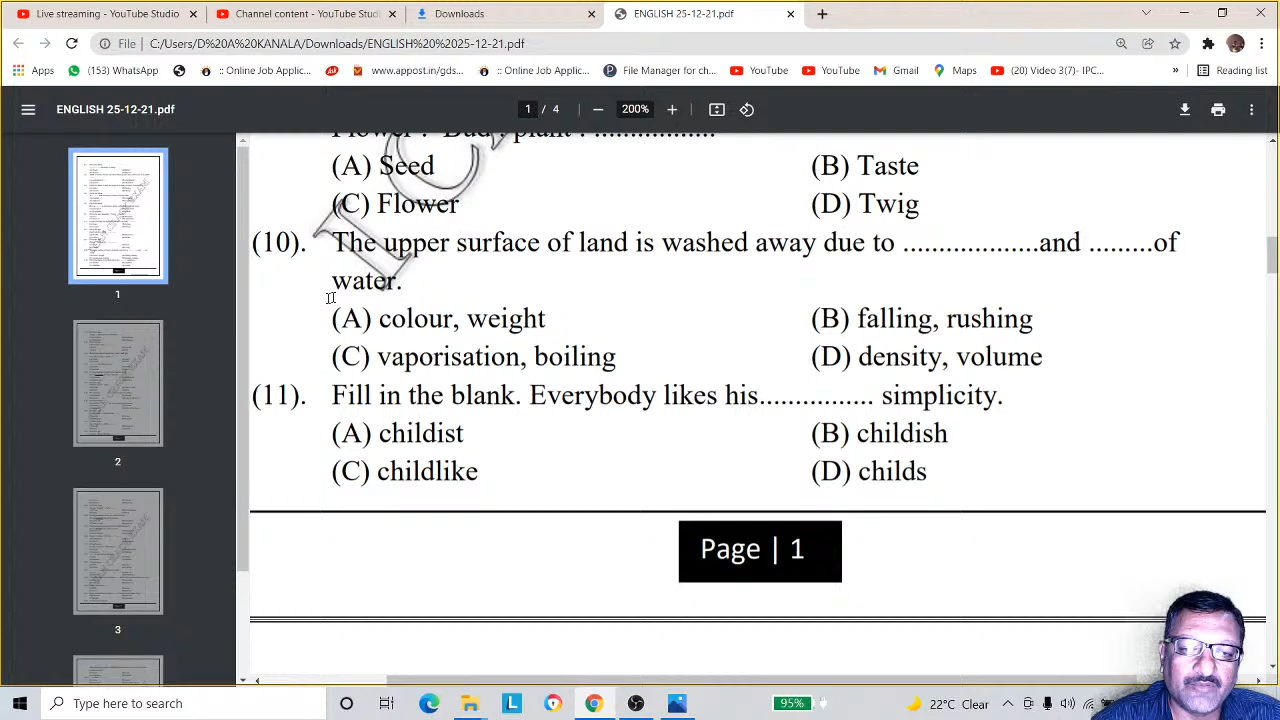 Live streaming - YouTube Studio
Channel content - YouTube Studio
Downloads
ENGLISH 25-12-21.pdf
File | C:/Users/D%20A%20KANALA/Downloads/ENGLISH%20%2025-12-21.pdf
Apps
(153) WhatsApp
:: Online Job Applic...
www.appost.in/gds...
:: Online Job Applic...
File Manager for ch...
YouTube
YouTube
Gmail
Maps
(20) Video 3(7)- IPC...
»
Reading list
ENGLISH 25-12-21.pdf
1 / 4
200%
Flower : Bud : plant : .................
(A) Seed (B) Taste
(C) Flower (D) Twig
(10). The upper surface of land is washed away due to ..................and .........of
water.
(A) colour, weight (B) falling, rushing
(C) vaporisation, boiling (D) density, volume
(11). Fill in the blank. Everybody likes his................ simplicity.
(A) childist (B) childish
(C) childlike (D) childs
Page | 1
1
2
3
Type here to search
95%
22°C Clear